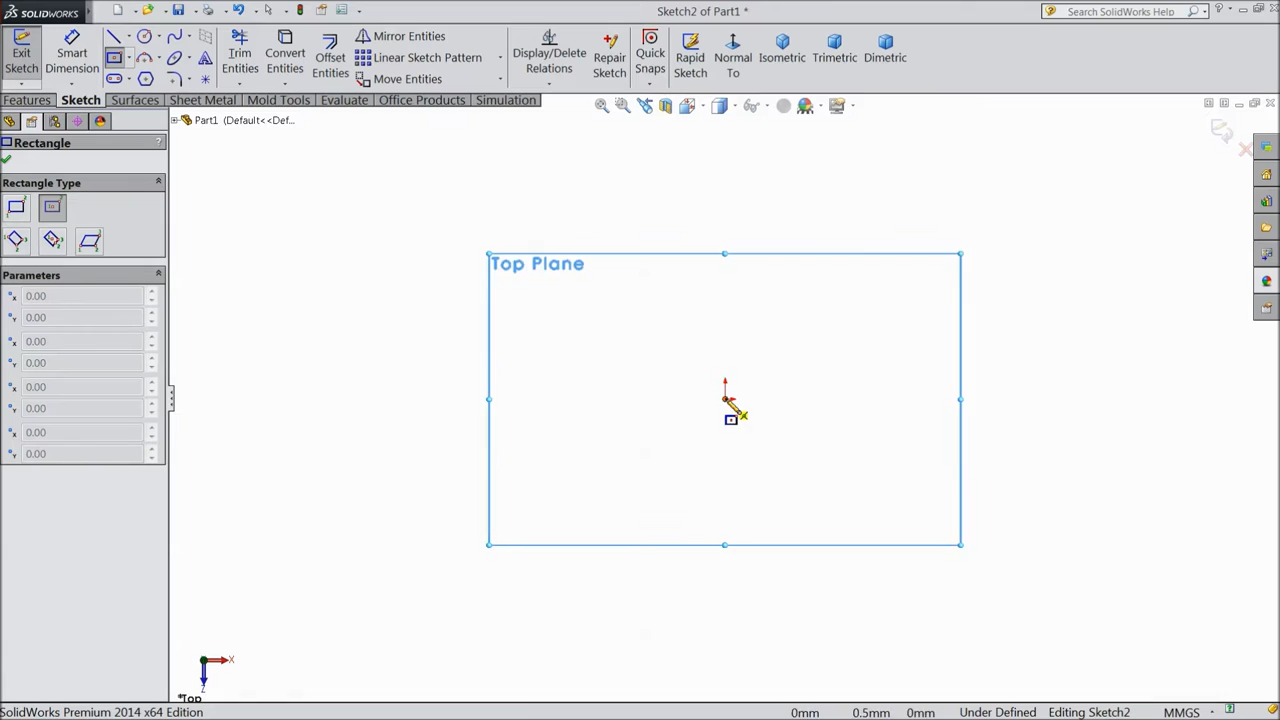 SOLIDWORKS
Sketch2 of Part1 *
Search SolidWorks Help
Exit Sketch
Smart Dimension
Trim Entities
Convert Entities
Offset Entities
Mirror Entities
Linear Sketch Pattern
Move Entities
Display/Delete Relations
Repair Sketch
Quick Snaps
Rapid Sketch
Normal To
Isometric
Trimetric
Dimetric
Features
Sketch
Surfaces
Sheet Metal
Mold Tools
Evaluate
Office Products
Simulation
Part1 (Default<<Def...
Rectangle
?
Rectangle Type
Parameters
X 0.00
Y 0.00
X 0.00
Y 0.00
X 0.00
Y 0.00
X 0.00
Y 0.00
Top Plane
X
Z
*Top
SolidWorks Premium 2014 x64 Edition
0mm
0.5mm
0mm
Under Defined
Editing Sketch2
MMGS